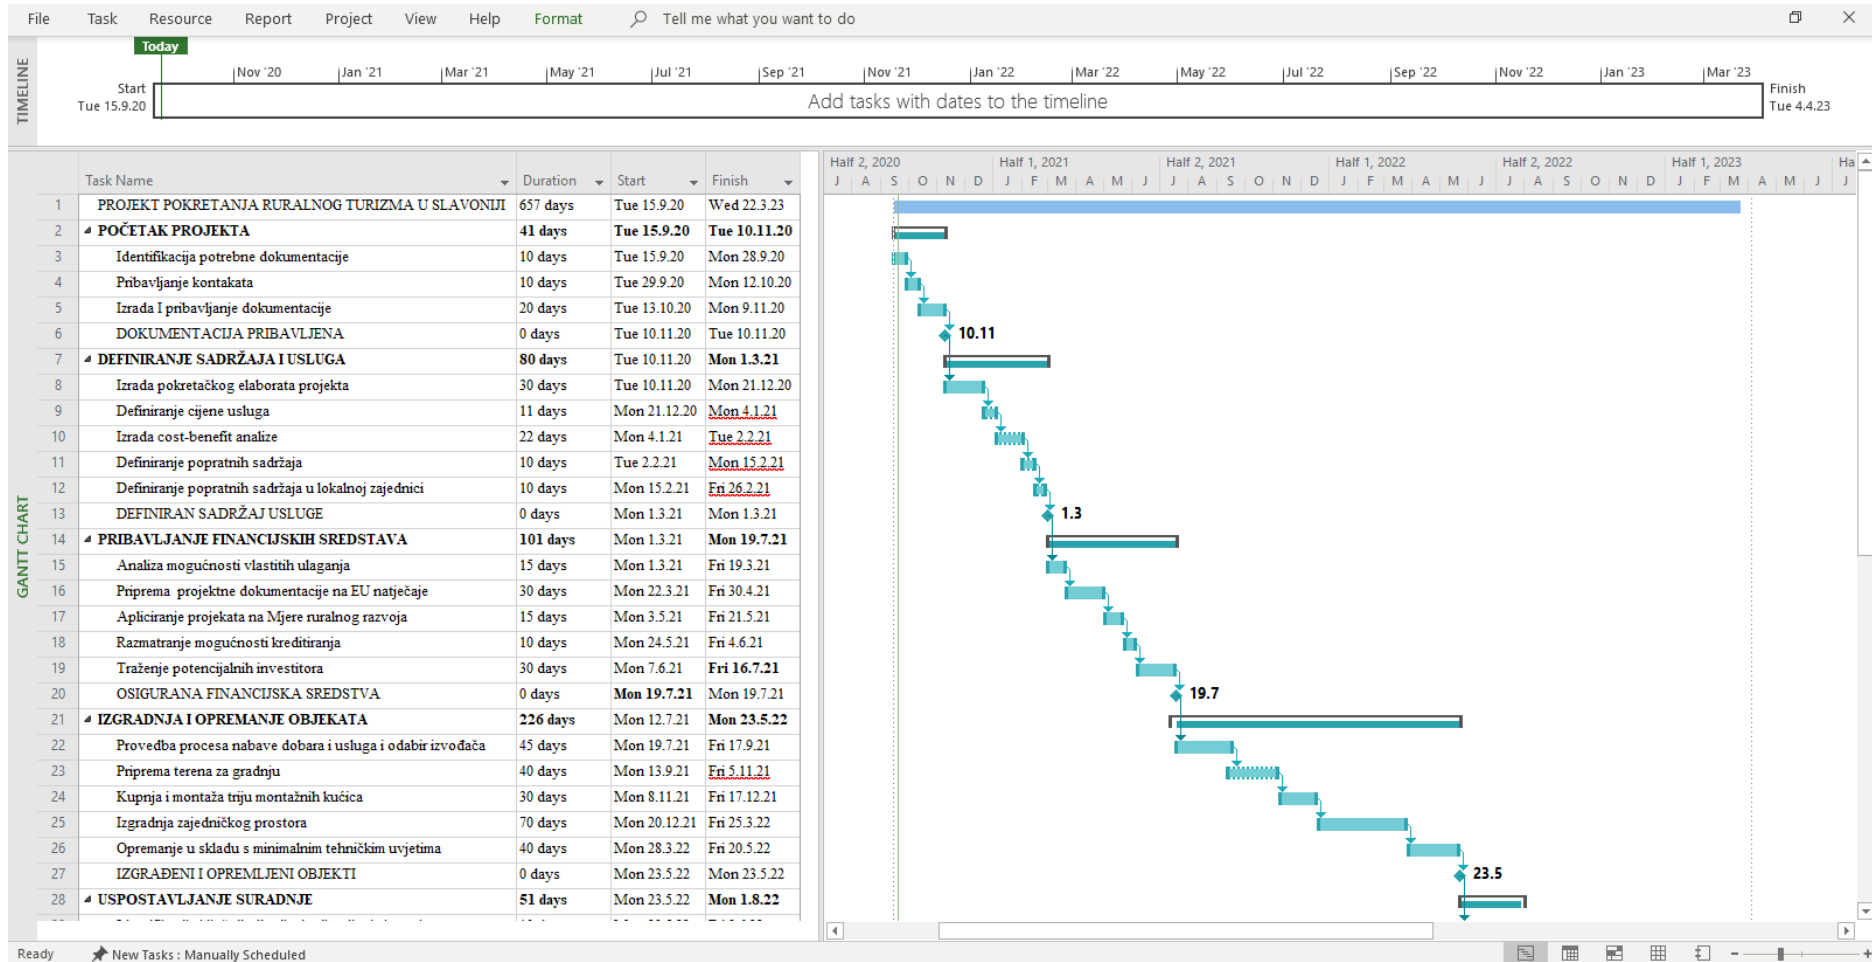 File Task Resource Report Project View Help Format Tell me what you want to do
Today
Nov '20 Jan '21 Mar '21 May '21 Jul '21 Sep '21 Nov '21 Jan '22 Mar '22 May '22 Jul '22 Sep '22 Nov '22 Jan '23 Mar '23
TIMELINE
Start
Tue 15.9.20
Add tasks with dates to the timeline
Finish
Tue 4.4.23
Half 2, 2020 Half 1, 2021 Half 2, 2021 Half 1, 2022 Half 2, 2022 Half 1, 2023 Ha
Task Name Duration Start Finish
J A S O N D J F M A M J J A S O N D J F M A M J J A S O N D J F M A M J J
GANTT CHART
1 PROJEKT POKRETANJA RURALNOG TURIZMA U SLAVONIJI 657 days Tue 15.9.20 Wed 22.3.23
2 POČETAK PROJEKTA 41 days Tue 15.9.20 Tue 10.11.20
3 Identifikacija potrebne dokumentacije 10 days Tue 15.9.20 Mon 28.9.20
4 Pribavljanje kontakata 10 days Tue 29.9.20 Mon 12.10.20
5 Izrada I pribavljanje dokumentacije 20 days Tue 13.10.20 Mon 9.11.20
6 DOKUMENTACIJA PRIBAVLJENA 0 days Tue 10.11.20 Tue 10.11.20 10.11
7 DEFINIRANJE SADRŽAJA I USLUGA 80 days Tue 10.11.20 Mon 1.3.21
8 Izrada pokretačkog elaborata projekta 30 days Tue 10.11.20 Mon 21.12.20
9 Definiranje cijene usluga 11 days Mon 21.12.20 Mon 4.1.21
10 Izrada cost-benefit analize 22 days Mon 4.1.21 Tue 2.2.21
11 Definiranje popratnih sadržaja 10 days Tue 2.2.21 Mon 15.2.21
12 Definiranje popratnih sadržaja u lokalnoj zajednici 10 days Mon 15.2.21 Fri 26.2.21
13 DEFINIRAN SADRŽAJ USLUGE 0 days Mon 1.3.21 Mon 1.3.21 1.3
14 PRIBAVLJANJE FINANCIJSKIH SREDSTAVA 101 days Mon 1.3.21 Mon 19.7.21
15 Analiza mogućnosti vlastitih ulaganja 15 days Mon 1.3.21 Fri 19.3.21
16 Priprema projektne dokumentacije na EU natječaje 30 days Mon 22.3.21 Fri 30.4.21
17 Apliciranje projekata na Mjere ruralnog razvoja 15 days Mon 3.5.21 Fri 21.5.21
18 Razmatranje mogućnosti kreditiranja 10 days Mon 24.5.21 Fri 4.6.21
19 Traženje potencijalnih investitora 30 days Mon 7.6.21 Fri 16.7.21
20 OSIGURANA FINANCIJSKA SREDSTVA 0 days Mon 19.7.21 Mon 19.7.21 19.7
21 IZGRADNJA I OPREMANJE OBJEKATA 226 days Mon 12.7.21 Mon 23.5.22
22 Provedba procesa nabave dobara i usluga i odabir izvođača 45 days Mon 19.7.21 Fri 17.9.21
23 Priprema terena za gradnju 40 days Mon 13.9.21 Fri 5.11.21
24 Kupnja i montaža triju montažnih kućica 30 days Mon 8.11.21 Fri 17.12.21
25 Izgradnja zajedničkog prostora 70 days Mon 20.12.21 Fri 25.3.22
26 Opremanje u skladu s minimalnim tehničkim uvjetima 40 days Mon 28.3.22 Fri 20.5.22
27 IZGRAĐENI I OPREMLJENI OBJEKTI 0 days Mon 23.5.22 Mon 23.5.22 23.5
28 USPOSTAVLJANJE SURADNJE 51 days Mon 23.5.22 Mon 1.8.22
Ready New Tasks : Manually Scheduled